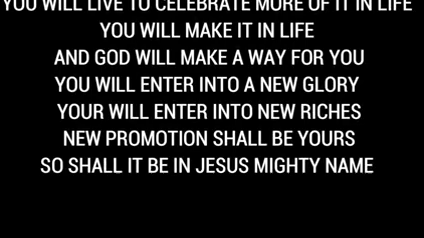 YOU WILL LIVE TO CELEBRATE MORE OF IT IN LIFE
YOU WILL MAKE IT IN LIFE
AND GOD WILL MAKE A WAY FOR YOU
YOU WILL ENTER INTO A NEW GLORY
YOUR WILL ENTER INTO NEW RICHES
NEW PROMOTION SHALL BE YOURS
SO SHALL IT BE IN JESUS MIGHTY NAME